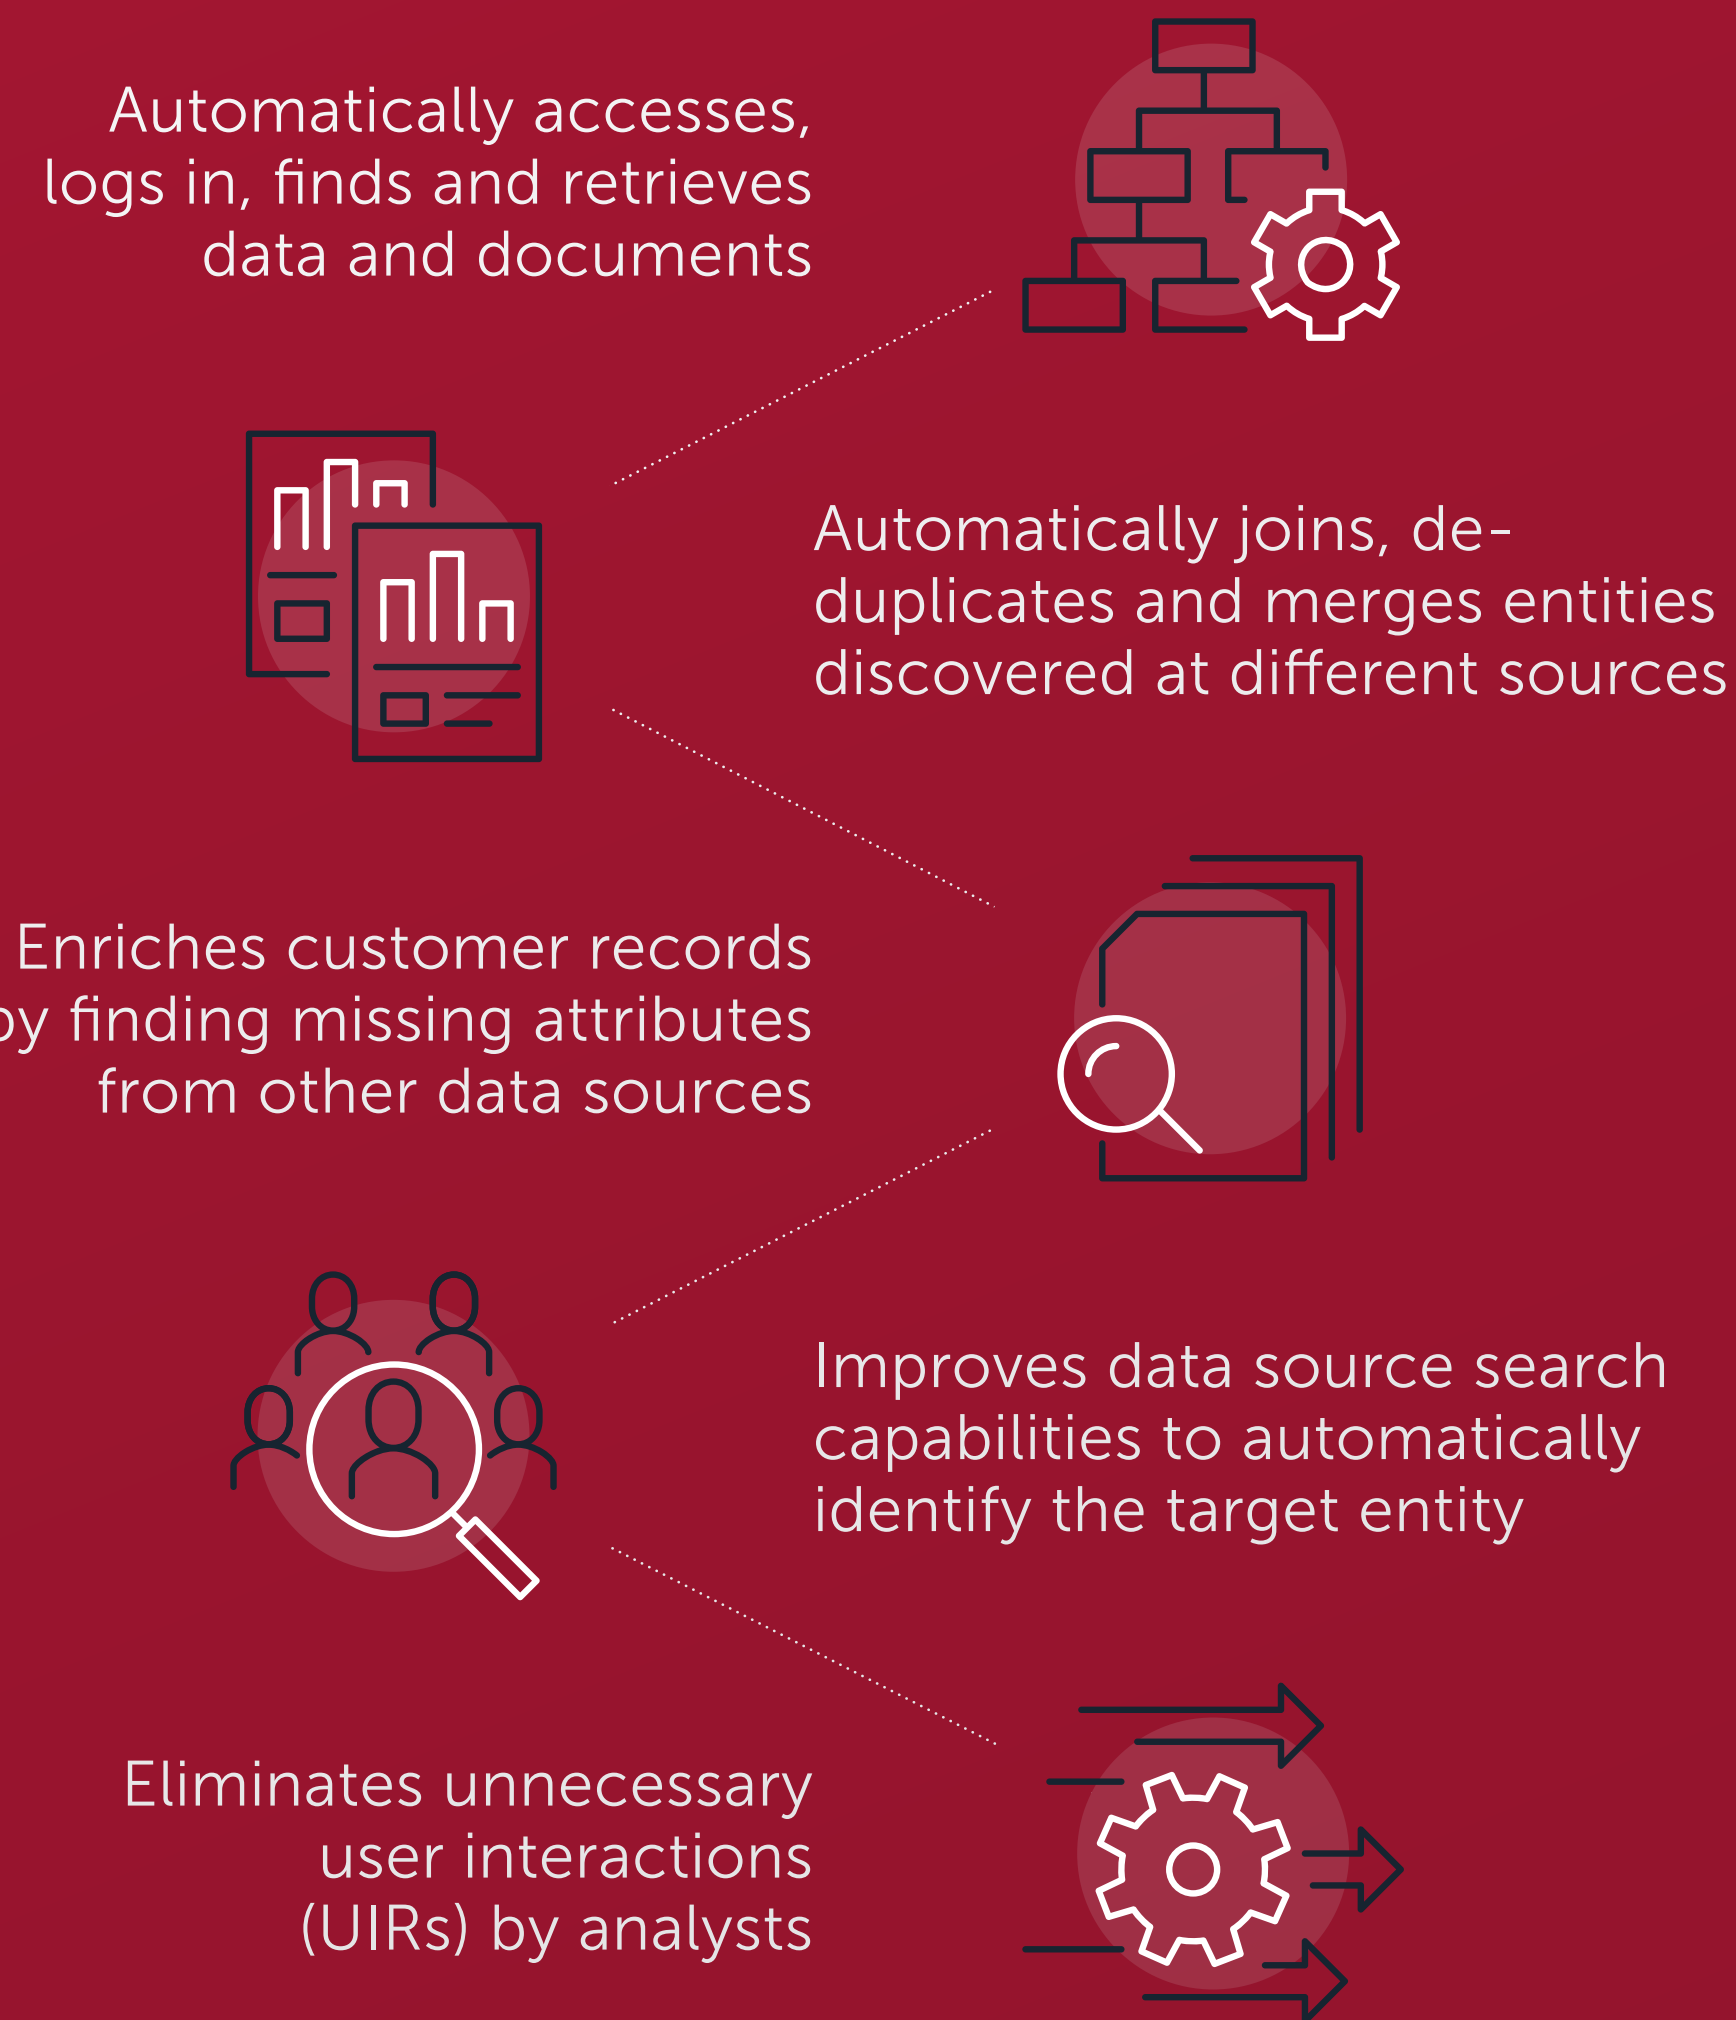 Automatically accesses,
logs in, finds and retrieves
data and documents
Automatically joins, de-
duplicates and merges entities
discovered at different sources
Enriches customer records
by finding missing attributes
from other data sources
Improves data source search
capabilities to automatically
identify the target entity
Eliminates unnecessary
user interactions
(UIRs) by analysts